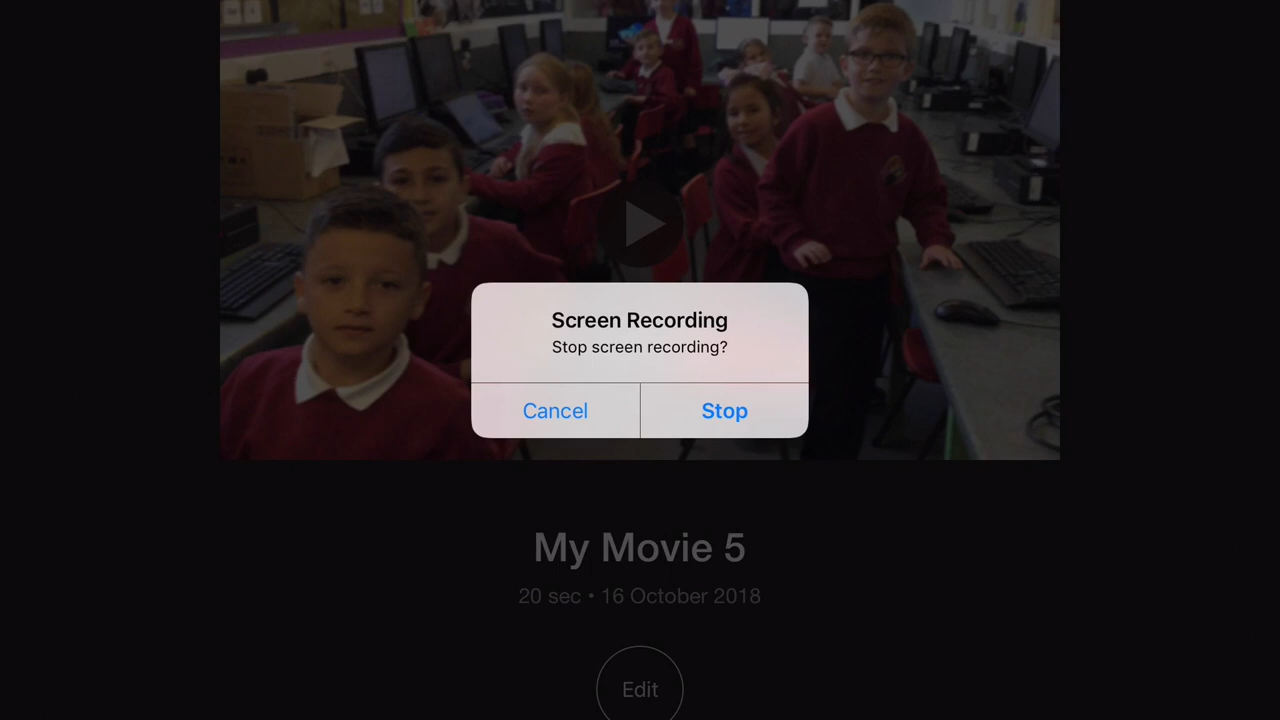 Screen Recording
Stop screen recording?
Cancel
Stop
My Movie 5
20 sec • 16 October 2018
Edit